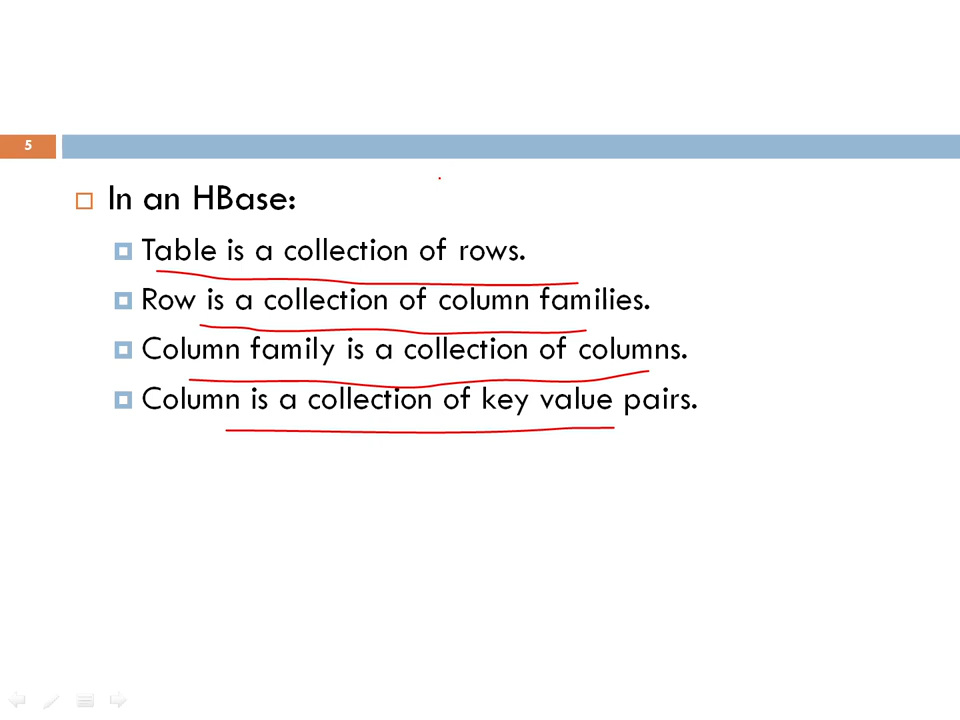 5
In an HBase:
Table is a collection of rows.
Row is a collection of column families.
Column family is a collection of columns.
Column is a collection of key value pairs.